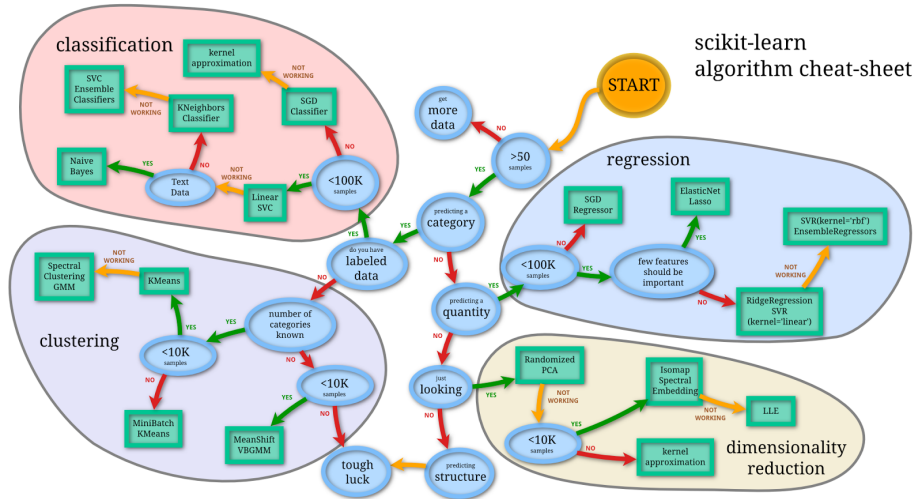 scikit-learn
algorithm cheat-sheet
START
classification
kernel
approximation
NOT
WORKING
SVC
Ensemble
Classifiers
NOT
WORKING
KNeighbors
Classifier
SGD
Classifier
NO
NO
Naive
Bayes
YES
Text
Data
NOT
WORKING
Linear
SVC
YES
<100K
samples
YES
get
more
data
NO
>50
samples
YES
predicting a
category
YES
NO
do you have
labeled
data
NO
predicting a
quantity
YES
NO
just
looking
YES
NO
predicting
structure
tough
luck
regression
SGD
Regressor
NO
<100K
samples
YES
ElasticNet
Lasso
YES
few features
should be
important
NO
SVR(kernel='rbf')
EnsembleRegressors
NOT
WORKING
RidgeRegression
SVR
(kernel='linear')
clustering
Spectral
Clustering
GMM
NOT
WORKING
KMeans
YES
number of
categories
known
YES
NO
<10K
samples
NO
MiniBatch
KMeans
<10K
samples
YES
NO
MeanShift
VBGMM
dimensionality
reduction
Randomized
PCA
NOT
WORKING
<10K
samples
YES
NO
Isomap
Spectral
Embedding
NOT
WORKING
LLE
kernel
approximation